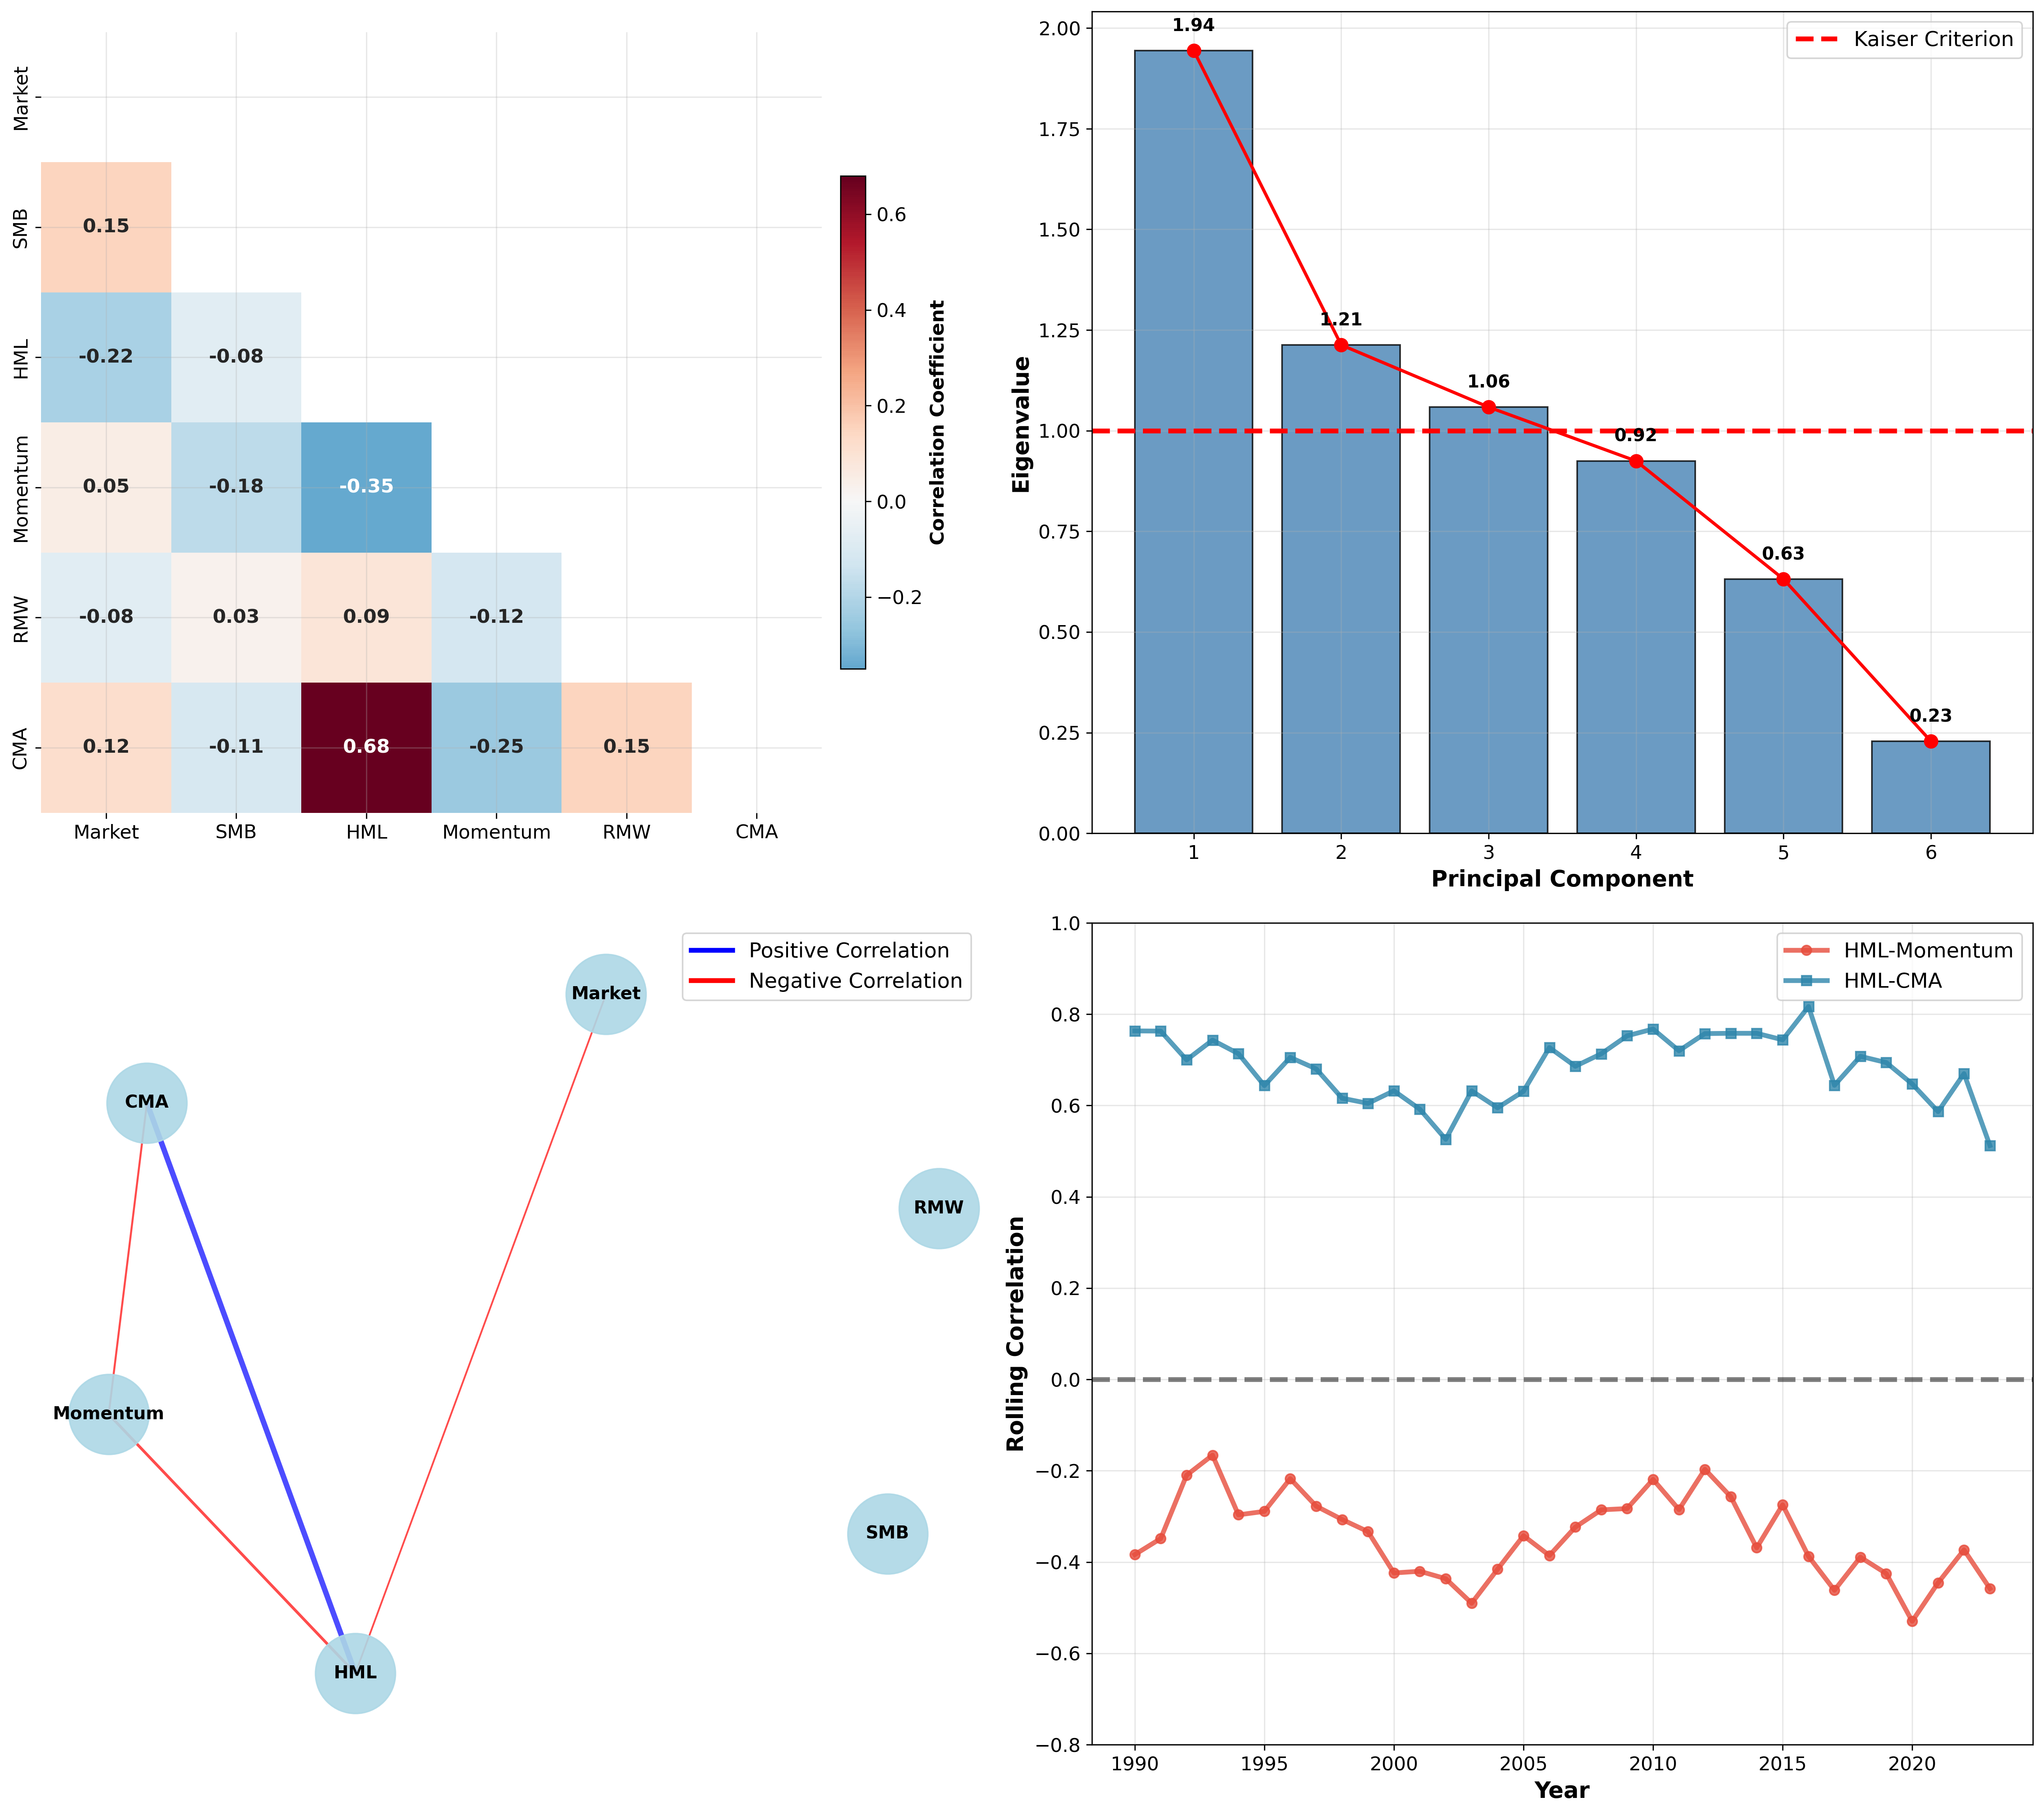 Market
SMB
HML
Momentum
RMW
CMA
0.15
-0.22 -0.08
0.05 -0.18 -0.35
-0.08 0.03 0.09 -0.12
0.12 -0.11 0.68 -0.25 0.15
Market SMB HML Momentum RMW CMA
0.6
0.4
0.2
0.0
−0.2
Correlation Coefficient
Kaiser Criterion
2.00
1.75
1.50
1.25
1.00
0.75
0.50
0.25
0.00
Eigenvalue
1.94
1.21
1.06
0.92
0.63
0.23
1 2 3 4 5 6
Principal Component
Positive Correlation
Negative Correlation
Market
CMA
RMW
Momentum
SMB
HML
HML-Momentum
HML-CMA
1.0
0.8
0.6
0.4
0.2
0.0
−0.2
−0.4
−0.6
−0.8
Rolling Correlation
1990 1995 2000 2005 2010 2015 2020
Year